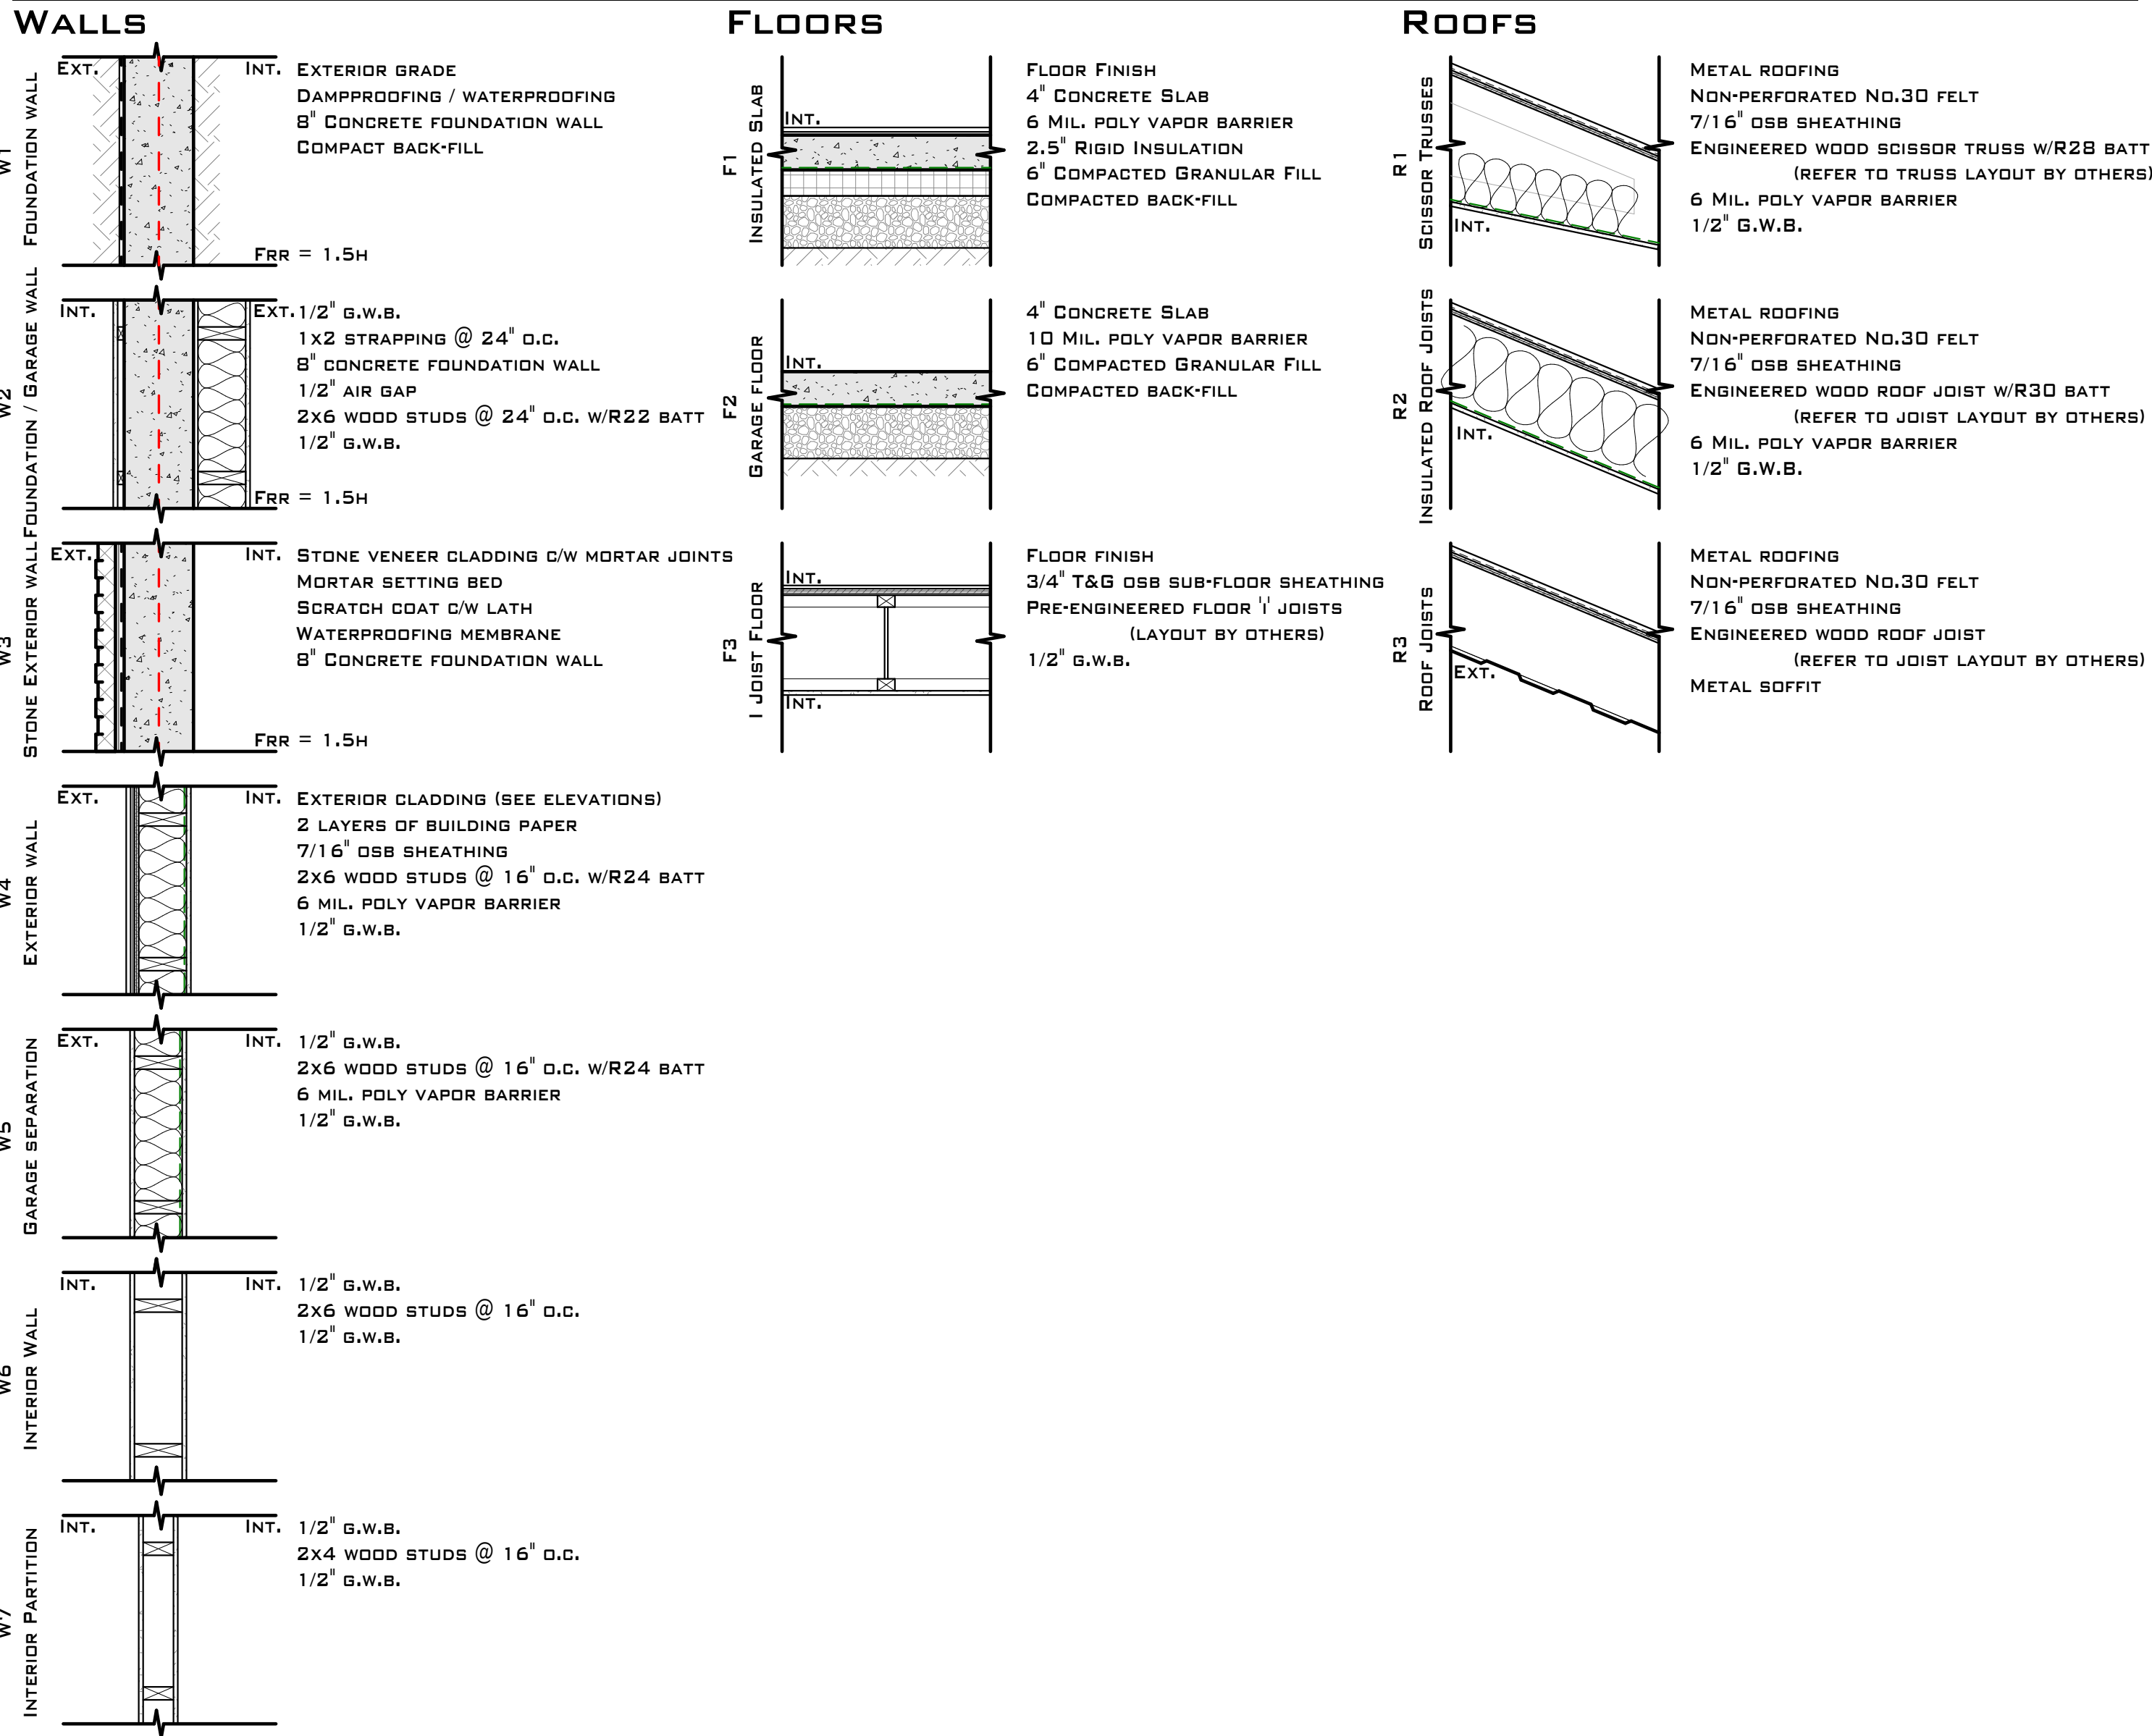 Walls
W1
Foundation wall
Ext.
Int.
Exterior grade
Dampproofing / waterproofing
8" Concrete foundation wall
Compact back-fill
Frr = 1.5h
W2
Foundation / Garage wall
Int.
Ext.
1/2" g.w.b.
1x2 strapping @ 24" o.c.
8" concrete foundation wall
1/2" air gap
2x6 wood studs @ 24" o.c. w/R22 batt
1/2" g.w.b.
Frr = 1.5h
W3
Stone Exterior wall
Ext.
Int.
Stone veneer cladding c/w mortar joints
Mortar setting bed
Scratch coat c/w lath
Waterproofing membrane
8" Concrete foundation wall
Frr = 1.5h
W4
Exterior wall
Ext.
Int.
Exterior cladding (see elevations)
2 layers of building paper
7/16" osb sheathing
2x6 wood studs @ 16" o.c. w/R24 batt
6 mil. poly vapor barrier
1/2" g.w.b.
W5
Garage separation
Ext.
Int.
1/2" g.w.b.
2x6 wood studs @ 16" o.c. w/R24 batt
6 mil. poly vapor barrier
1/2" g.w.b.
W6
Interior Wall
Int.
Int.
1/2" g.w.b.
2x6 wood studs @ 16" o.c.
1/2" g.w.b.
W7
Interior Partition
Int.
Int.
1/2" g.w.b.
2x4 wood studs @ 16" o.c.
1/2" g.w.b.
Floors
F1
Insulated Slab
Int.
Floor Finish
4" Concrete Slab
6 Mil. poly vapor barrier
2.5" Rigid Insulation
6" Compacted Granular Fill
Compacted back-fill
F2
Garage floor
Int.
4" Concrete Slab
10 Mil. poly vapor barrier
6" Compacted Granular Fill
Compacted back-fill
F3
I Joist Floor
Int.
Int.
Floor finish
3/4" T&G osb sub-floor sheathing
Pre-engineered floor 'I' joists
(layout by others)
1/2" g.w.b.
Roofs
R1
Scissor Trusses
Int.
Metal roofing
Non-perforated No.30 felt
7/16" osb sheathing
Engineered wood scissor truss w/R28 batt
(refer to truss layout by others)
6 Mil. poly vapor barrier
1/2" G.W.B.
R2
Insulated Roof Joists
Int.
Metal roofing
Non-perforated No.30 felt
7/16" osb sheathing
Engineered wood roof joist w/R30 batt
(refer to joist layout by others)
6 Mil. poly vapor barrier
1/2" G.W.B.
R3
Roof Joists
Ext.
Metal roofing
Non-perforated No.30 felt
7/16" osb sheathing
Engineered wood roof joist
(refer to joist layout by others)
Metal soffit